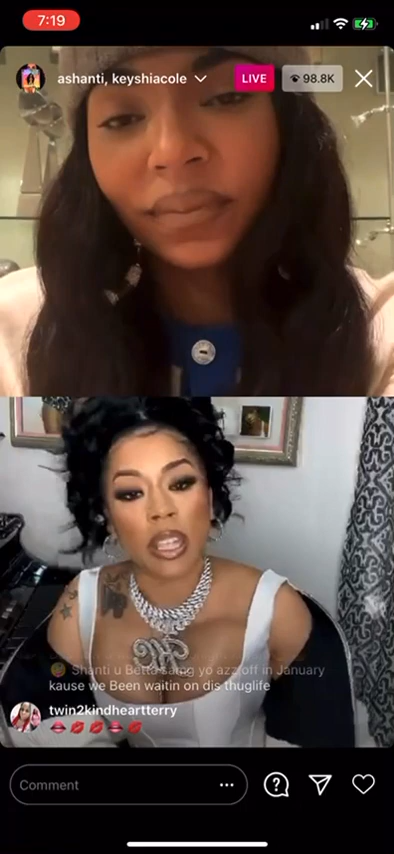 7:19
ashanti, keyshiacole
LIVE
98.8K
Shanti u Betta samg yo azz off in January
kause we Been waitin on dis thuglife
twin2kindheartterry
Comment